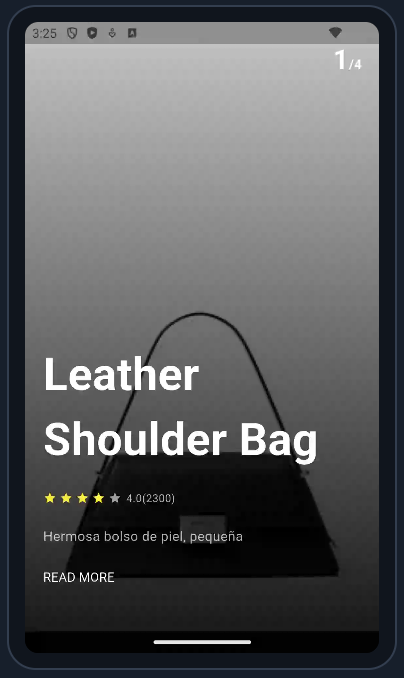 3:25
1/4
Leather
Shoulder Bag
4.0(2300)
Hermosa bolso de piel, pequeña
READ MORE